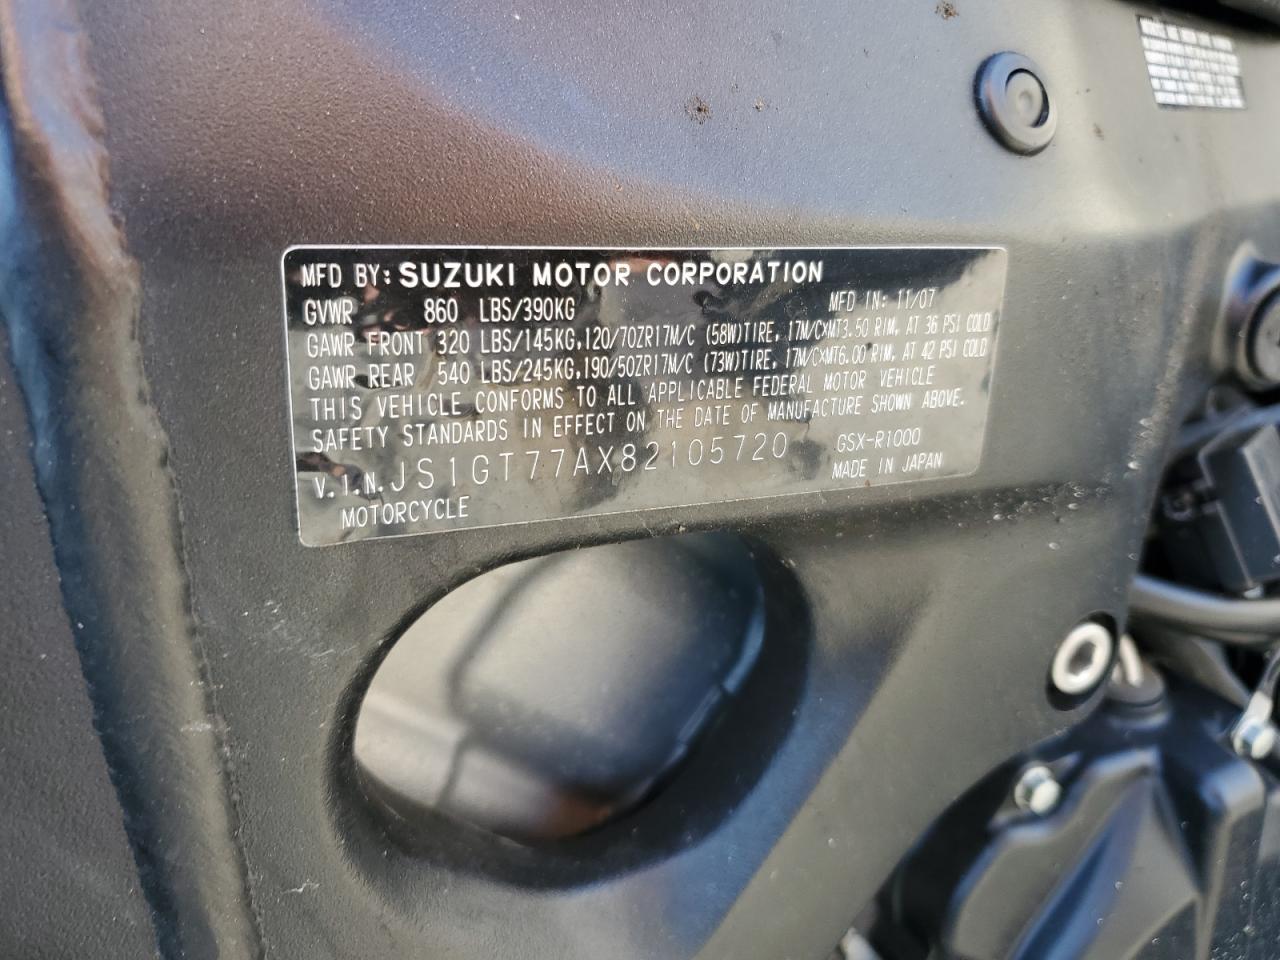 MFD BY: SUZUKI MOTOR CORPORATION
GVWR 860 LBS/390KG MFD IN: 11/07
GAWR FRONT 320 LBS/145KG,120/70ZR17M/C (58W)TIRE, 17M/CXMT3.50 RIM, AT 36 PSI COLD
GAWR REAR 540 LBS/245KG,190/50ZR17M/C (73W)TIRE, 17M/CXMT6.00 RIM, AT 42 PSI COLD
THIS VEHICLE CONFORMS TO ALL APPLICABLE FEDERAL MOTOR VEHICLE
SAFETY STANDARDS IN EFFECT ON THE DATE OF MANUFACTURE SHOWN ABOVE.
V.I.N. JS1GT77AX82105720 GSX-R1000
MOTORCYCLE MADE IN JAPAN